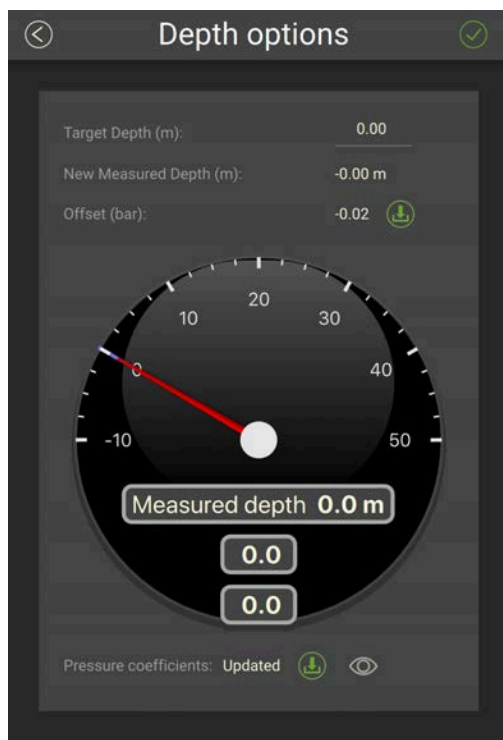 Depth options
Target Depth (m): 0.00
New Measured Depth (m): -0.00 m
Offset (bar): -0.02
20
10 30
0 40
-10 50
Measured depth 0.0 m
0.0
0.0
Pressure coefficients: Updated